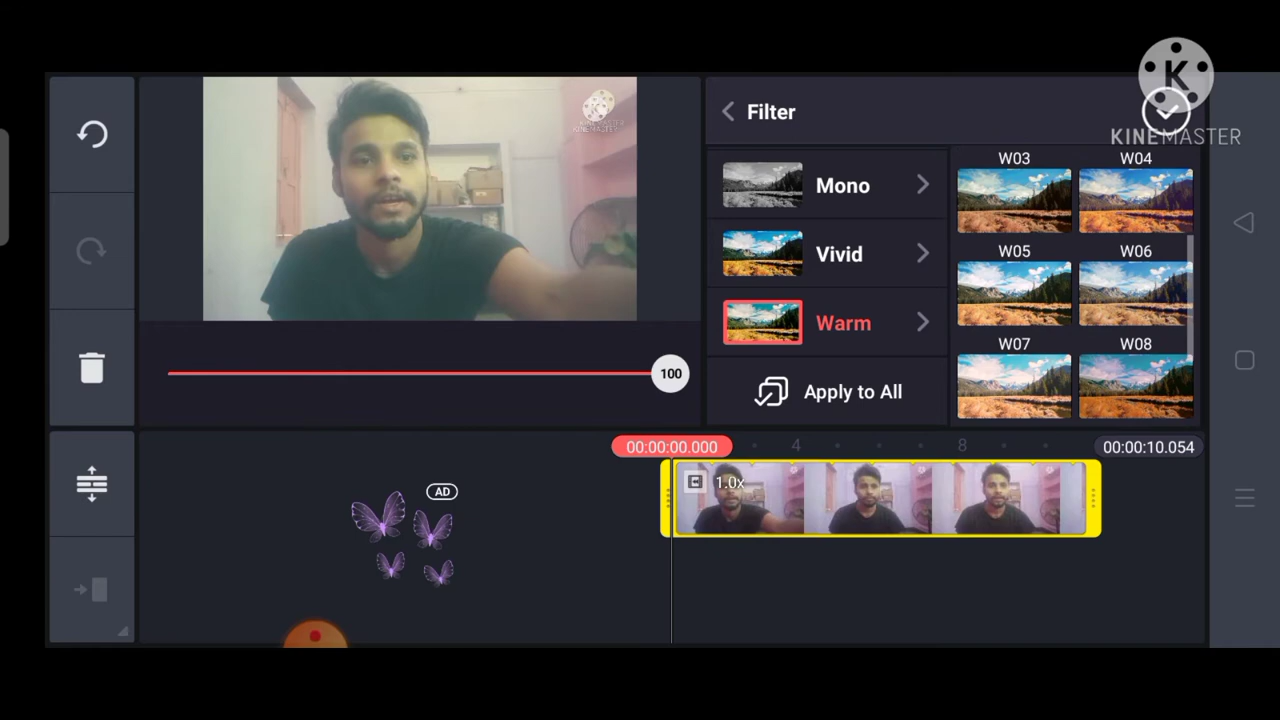 Filter
KINEMASTER
KINEMASTER
Mono
Vivid
Warm
Apply to All
W03
W04
W05
W06
W07
W08
100
00:00:00.000
4
8
00:00:10.054
AD
1.0x